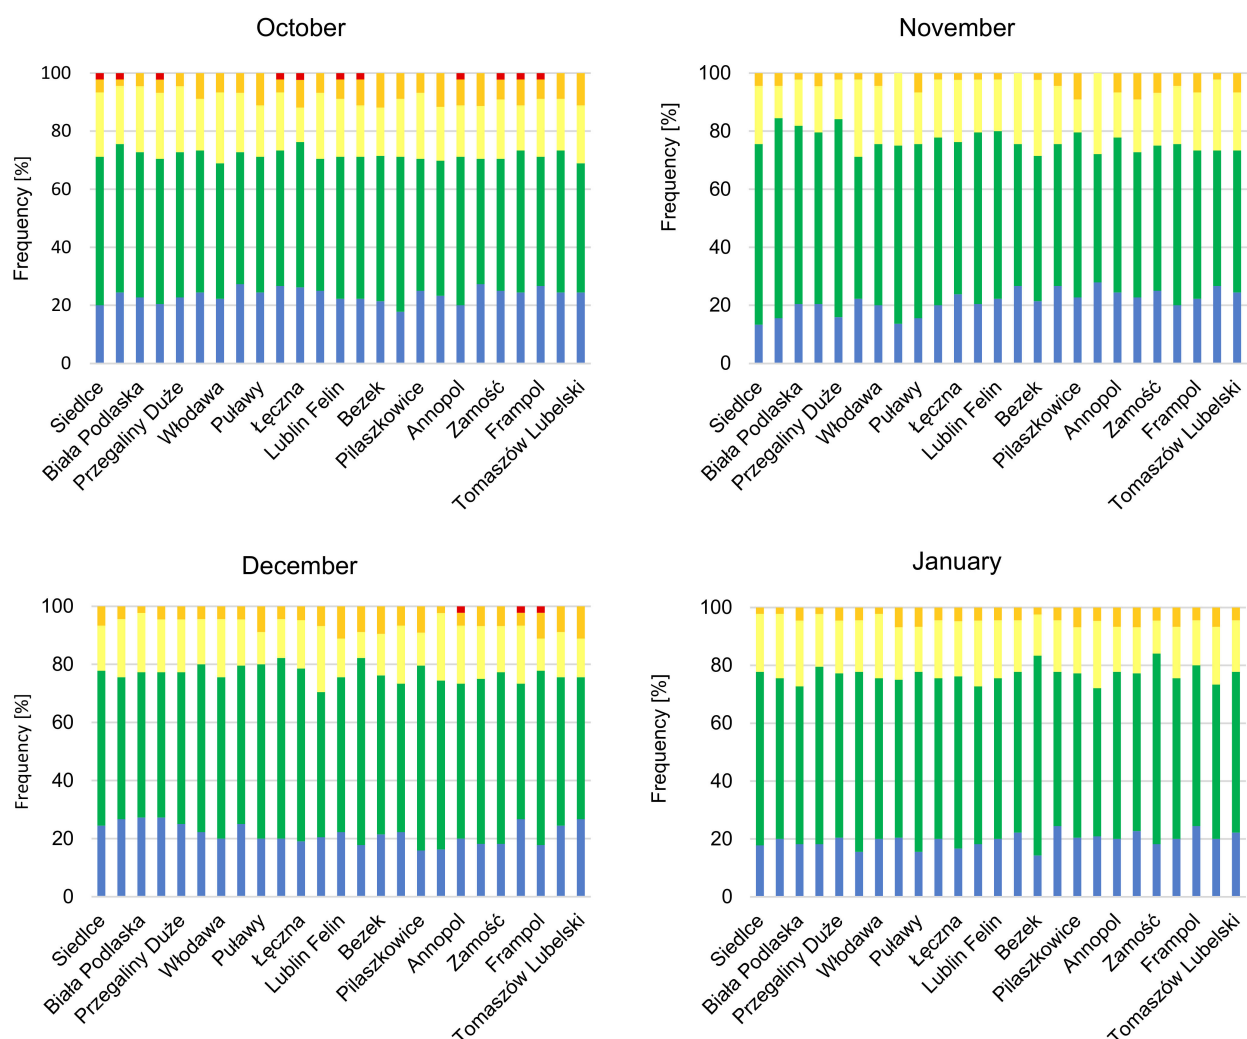 October
Frequency [%]
100
80
60
40
20
0
Siedlce
Biała Podlaska
Przegaliny Duże
Włodawa
Puławy
Łęczna
Lublin Felin
Bezek
Piłaszkowice
Annopol
Zamość
Frampol
Tomaszów Lubelski
November
Frequency [%]
100
80
60
40
20
0
Siedlce
Biała Podlaska
Przegaliny Duże
Włodawa
Puławy
Łęczna
Lublin Felin
Bezek
Piłaszkowice
Annopol
Zamość
Frampol
Tomaszów Lubelski
December
Frequency [%]
100
80
60
40
20
0
Siedlce
Biała Podlaska
Przegaliny Duże
Włodawa
Puławy
Łęczna
Lublin Felin
Bezek
Piłaszkowice
Annopol
Zamość
Frampol
Tomaszów Lubelski
January
Frequency [%]
100
80
60
40
20
0
Siedlce
Biała Podlaska
Przegaliny Duże
Włodawa
Puławy
Łęczna
Lublin Felin
Bezek
Piłaszkowice
Annopol
Zamość
Frampol
Tomaszów Lubelski